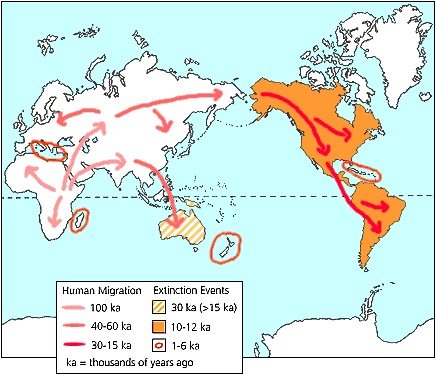 Human Migration
100 ka
40-60 ka
30-15 ka
Extinction Events
30 ka (>15 ka)
10-12 ka
1-6 ka
ka = thousands of years ago